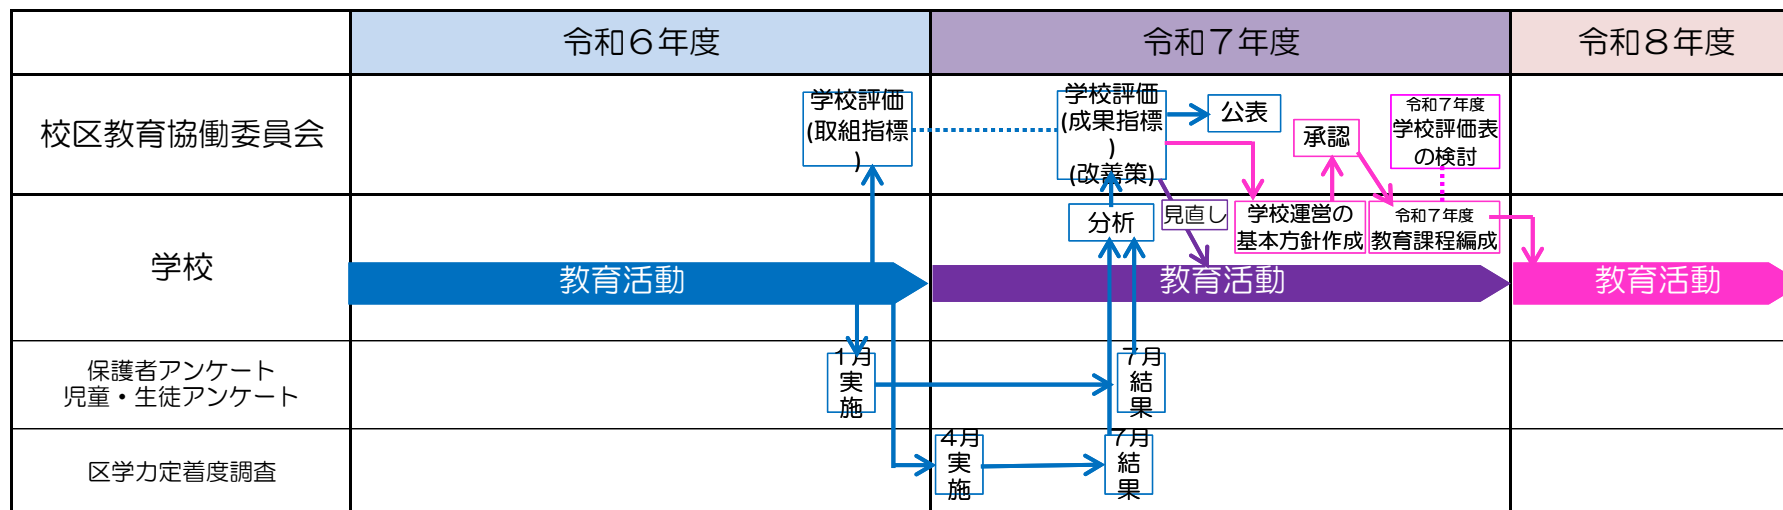 令和６年度
令和７年度
令和８年度
校区教育協働委員会
学校評価
(取組指標
)
学校評価
(成果指標
)
(改善策)
公表
承認
令和７年度
学校評価表
の検討
学校
分析
見直し
学校運営の
基本方針作成
令和７年度
教育課程編成
教育活動
教育活動
教育活動
保護者アンケート
児童・生徒アンケート
１月
実
施
７月
結
果
区学力定着度調査
４月
実
施
７月
結
果